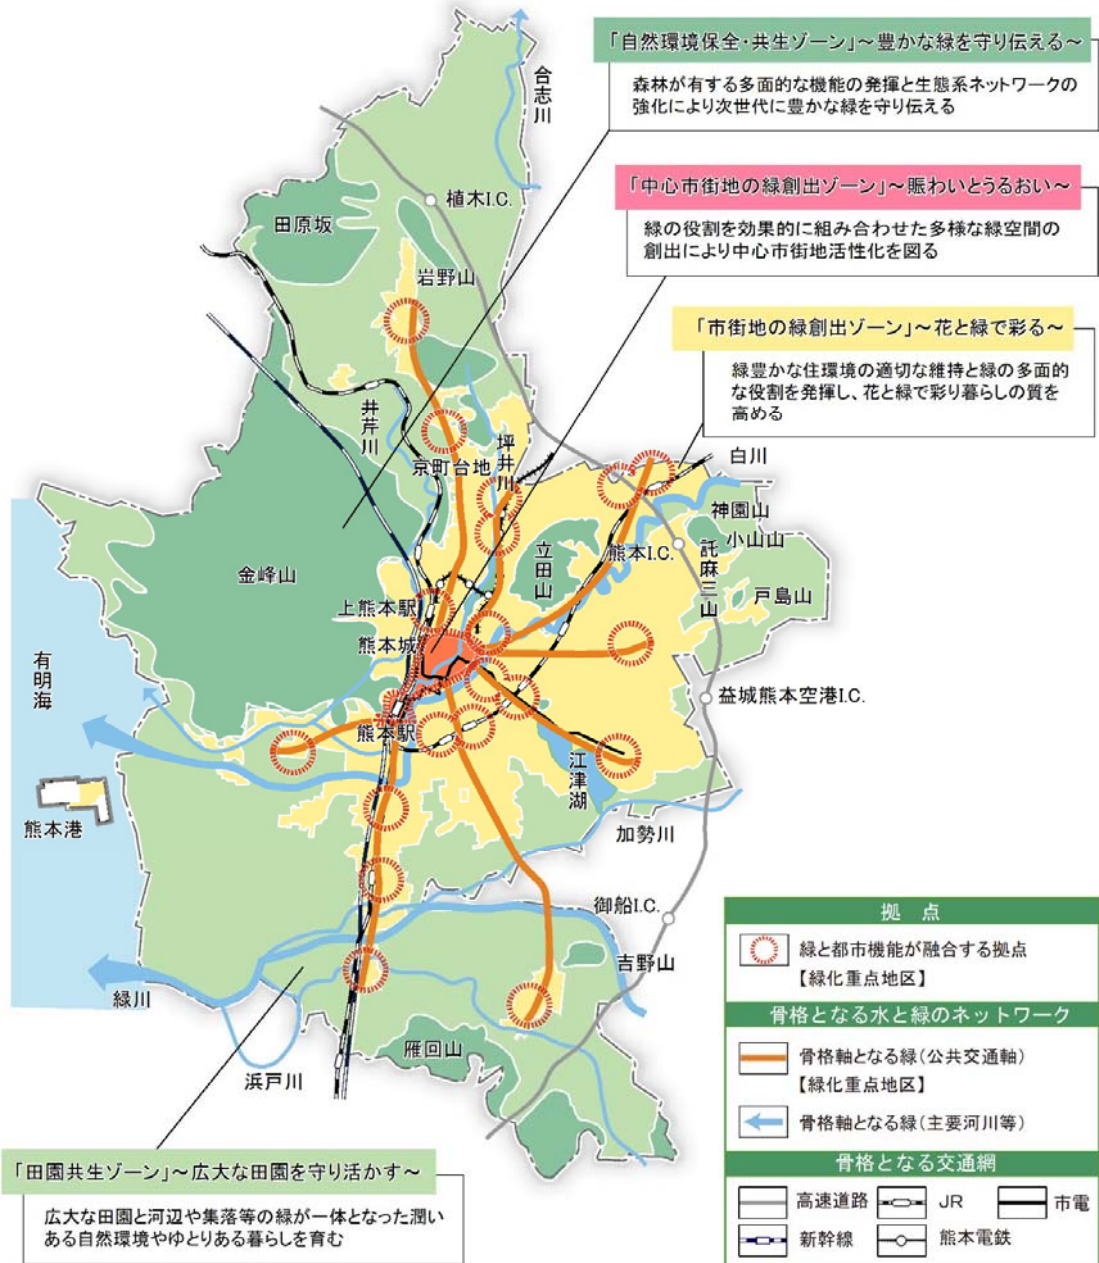 「自然環境保全・共生ゾーン」～豊かな緑を守り伝える～
森林が有する多面的な機能の発揮と生態系ネットワークの
強化により次世代に豊かな緑を守り伝える
「中心市街地の緑創出ゾーン」～賑わいとうるおい～
緑の役割を効果的に組み合わせた多様な緑空間の
創出により中心市街地活性化を図る
「市街地の緑創出ゾーン」～花と緑で彩る～
緑豊かな住環境の適切な維持と緑の多面的
な役割を発揮し、花と緑で彩り暮らしの質を
高める
合志川
植木I.C.
田原坂
岩野山
井芹川
京町台地
坪井川
白川
神園山
小山山
託麻三山
戸島山
熊本I.C.
立田山
金峰山
上熊本駅
熊本城
有明海
益城熊本空港I.C.
熊本駅
江津湖
熊本港
加勢川
御船I.C.
吉野山
緑川
浜戸川
雁回山
「田園共生ゾーン」～広大な田園を守り活かす～
広大な田園と河辺や集落等の緑が一体となった潤い
ある自然環境やゆとりある暮らしを育む
拠点
緑と都市機能が融合する拠点
【緑化重点地区】
骨格となる水と緑のネットワーク
骨格軸となる緑（公共交通軸）
【緑化重点地区】
骨格軸となる緑（主要河川等）
骨格となる交通網
高速道路 JR 市電
新幹線 熊本電鉄